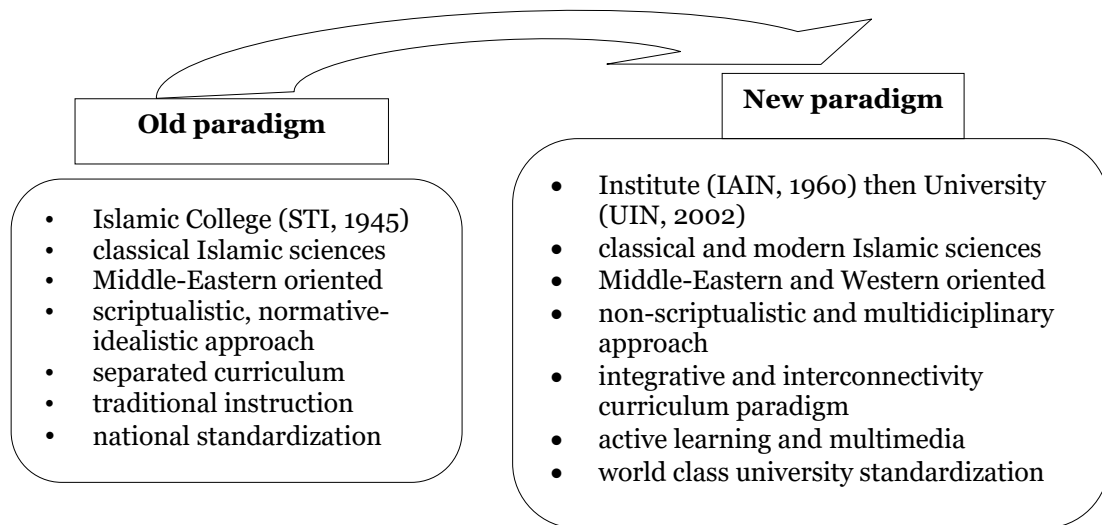 Old paradigm
• Islamic College (STI, 1945)
• classical Islamic sciences
• Middle-Eastern oriented
• scriptualistic, normative-
idealistic approach
• separated curriculum
• traditional instruction
• national standardization
New paradigm
• Institute (IAIN, 1960) then University
(UIN, 2002)
• classical and modern Islamic sciences
• Middle-Eastern and Western oriented
• non-scriptualistic and multidiciplinary
approach
• integrative and interconnectivity
curriculum paradigm
• active learning and multimedia
• world class university standardization